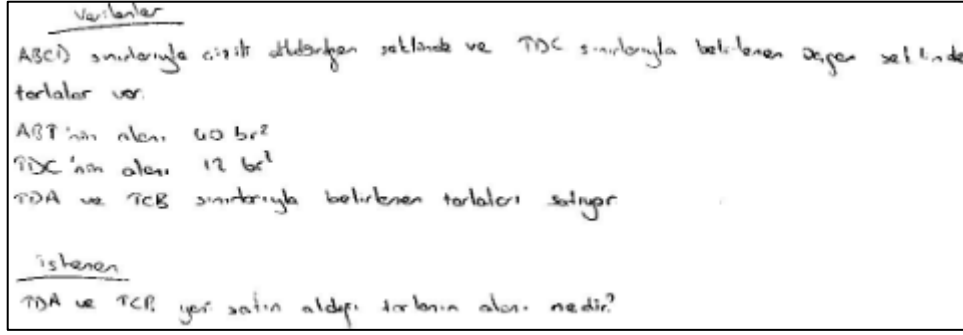 Verilenler
ABCD sınırlarıyla çizili dikdörtgen şeklinde ve TDC sınırlarıyla belirlenen üçgen şeklinde
tarlalar var.
ABT'nin alanı 40 br²
TDC'nin alanı 12 br²
TDA ve TCB sınırlarıyla belirlenen tarlaları satıyor
istenen
TDA ve TCB yeri satın aldığı tarlanın alanı nedir?